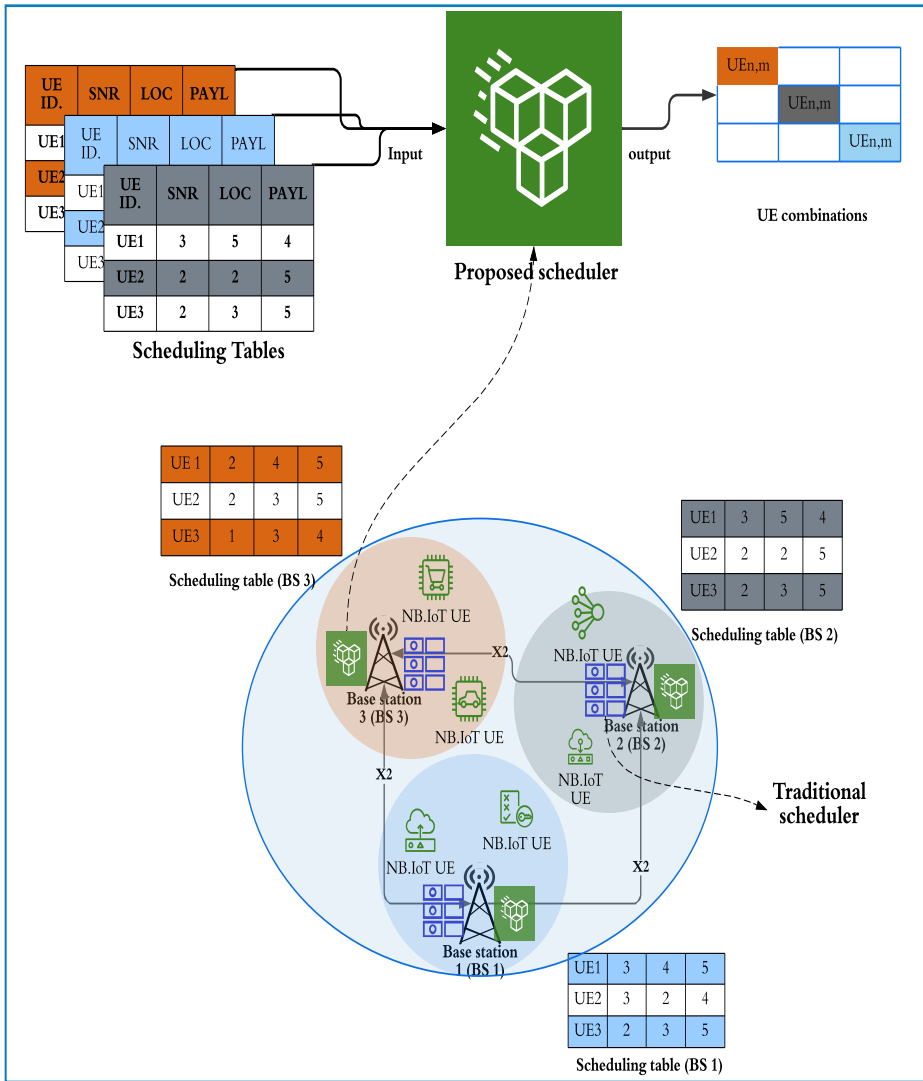 UE ID. SNR LOC PAYL
UE1
UE2
UE3
UE ID. SNR LOC PAYL
UE1
UE2
UE3
UE ID. SNR LOC PAYL
UE1 3 5 4
UE2 2 2 5
UE3 2 3 5
Scheduling Tables
Input
Proposed scheduler
output
UEn,m
UEn,m
UEn,m
UE combinations
UE 1 2 4 5
UE2 2 3 5
UE3 1 3 4
Scheduling table (BS 3)
UE1 3 5 4
UE2 2 2 5
UE3 2 3 5
Scheduling table (BS 2)
NB.IoT UE
X2
NB.IoT UE
Base station
3 (BS 3)
NB.IoT UE
Base station
2 (BS 2)
NB.IoT
UE
X2
Traditional
scheduler
NB.IoT UE
NB.IoT UE
X2
Base station
1 (BS 1)
UE1 3 4 5
UE2 3 2 4
UE3 2 3 5
Scheduling table (BS 1)